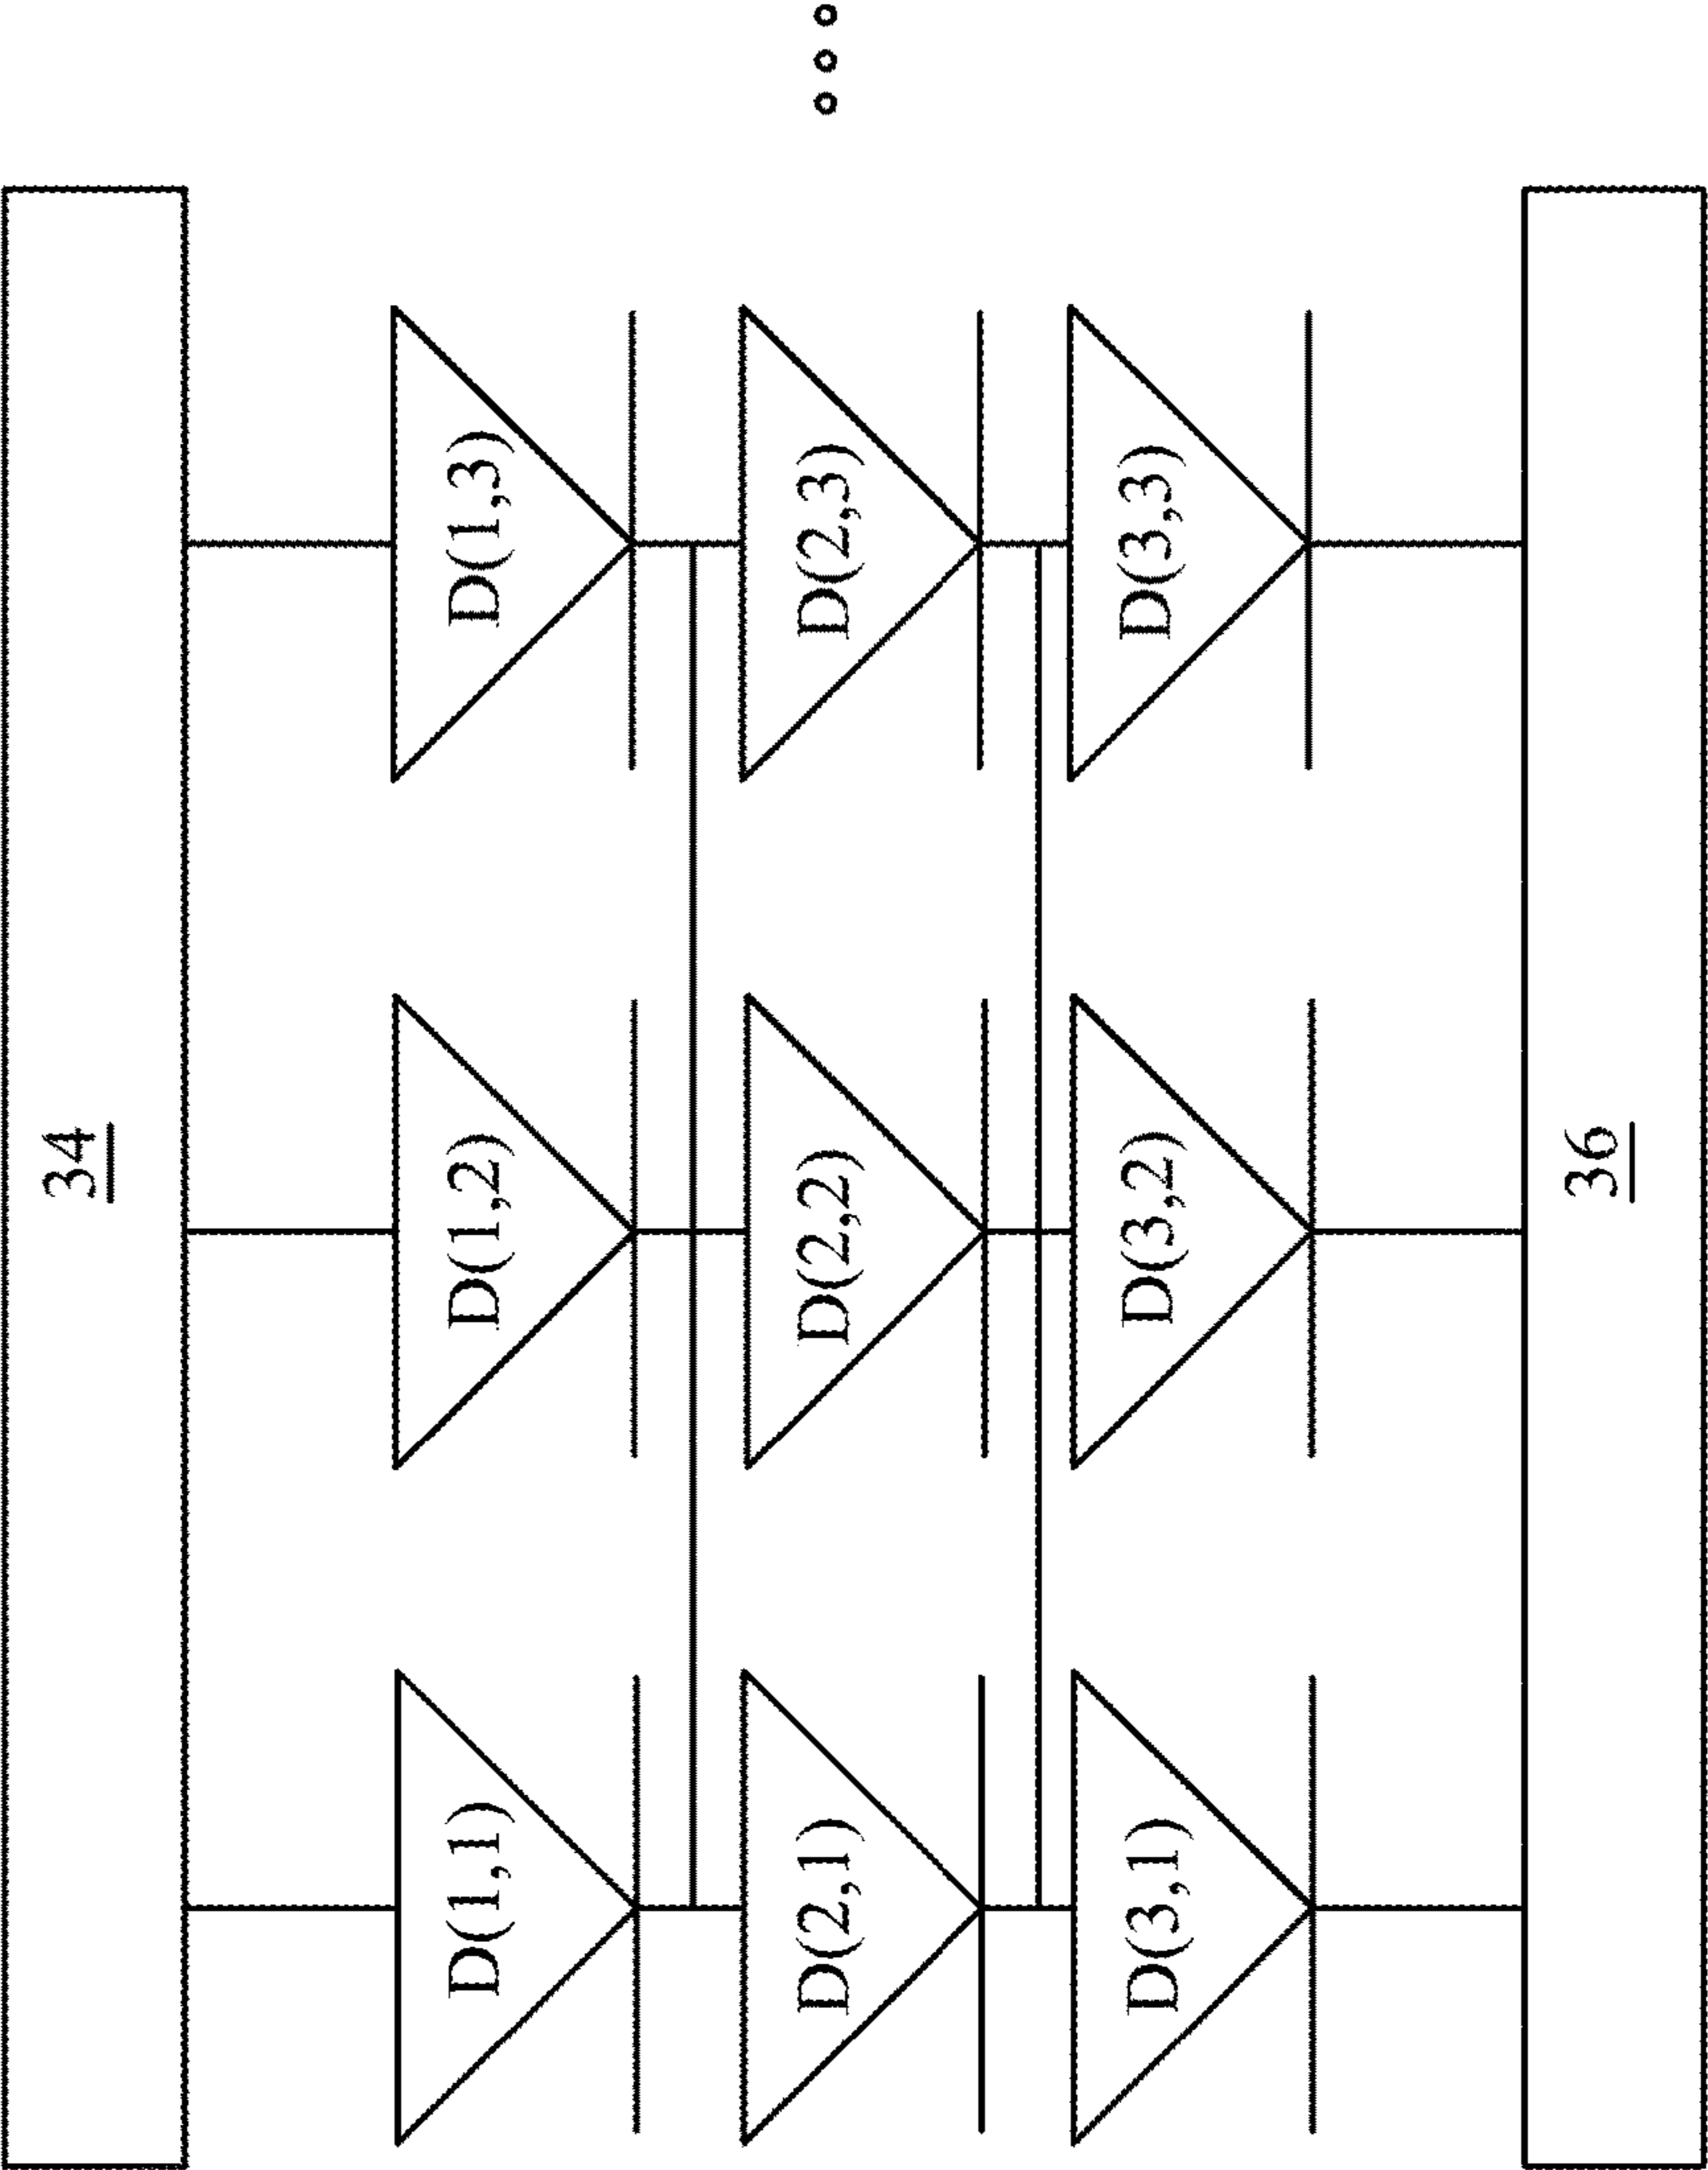 34
D(1,1)
D(1,2)
D(1,3)
D(2,1)
D(2,2)
D(2,3)
D(3,1)
D(3,2)
D(3,3)
36